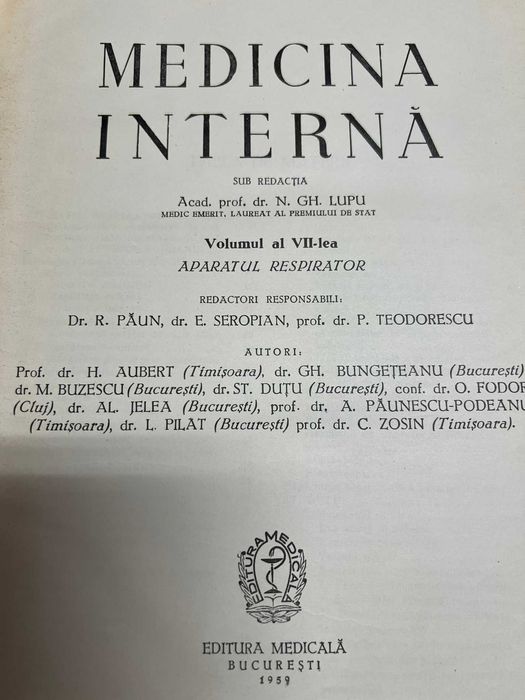 MEDICINA
INTERNĂ
SUB REDACȚIA
Acad. prof. dr. N. GH. LUPU
MEDIC EMERIT, LAUREAT AL PREMIULUI DE STAT
Volumul al VII-lea
APARATUL RESPIRATOR
REDACTORI RESPONSABILI:
Dr. R. PĂUN, dr. E. SEROPIAN, prof. dr. P. TEODORESCU
AUTORI:
Prof. dr. H. AUBERT (Timișoara), dr. GH. BUNGEȚEANU (București)
dr. M. BUZESCU (București), dr. ST. DUȚU (București), conf. dr. O. FODOR
(Cluj), dr. AL. JELEA (București), prof. dr. A. PĂUNESCU-PODEANU
(Timișoara), dr. L. PILAT (București) prof. dr. C. ZOSIN (Timișoara).
EDITURA MEDICALA
EDITURA MEDICALĂ
BUCUREȘTI
1959